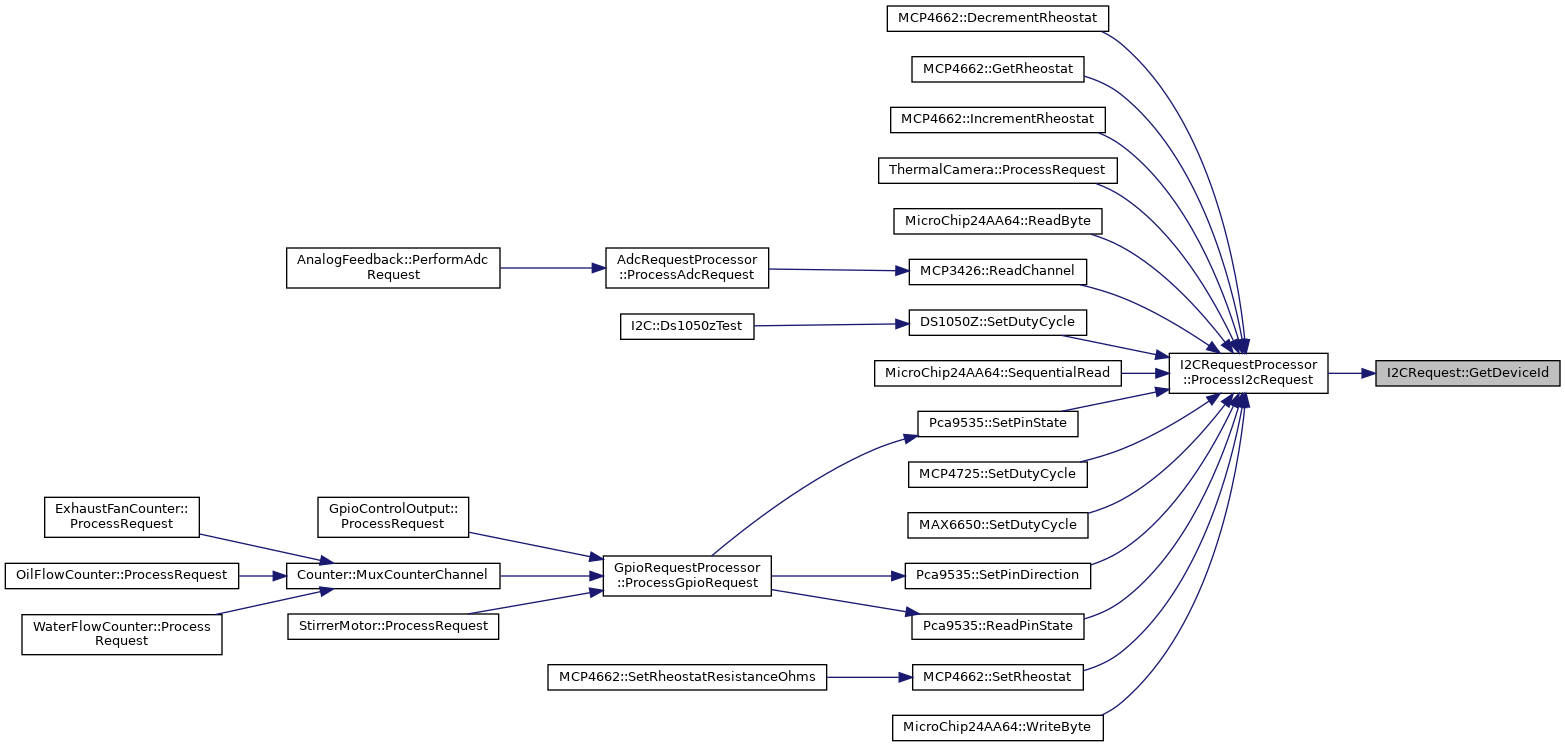 MCP4662::DecrementRheostat
MCP4662::GetRheostat
MCP4662::IncrementRheostat
ThermalCamera::ProcessRequest
MicroChip24AA64::ReadByte
AnalogFeedback::PerformAdc
Request
AdcRequestProcessor
::ProcessAdcRequest
MCP3426::ReadChannel
I2C::Ds1050zTest
DS1050Z::SetDutyCycle
MicroChip24AA64::SequentialRead
I2CRequestProcessor
::ProcessI2cRequest
I2CRequest::GetDeviceId
Pca9535::SetPinState
MCP4725::SetDutyCycle
MAX6650::SetDutyCycle
ExhaustFanCounter::
ProcessRequest
GpioControlOutput::
ProcessRequest
OilFlowCounter::ProcessRequest
Counter::MuxCounterChannel
GpioRequestProcessor
::ProcessGpioRequest
Pca9535::SetPinDirection
WaterFlowCounter::Process
Request
StirrerMotor::ProcessRequest
Pca9535::ReadPinState
MCP4662::SetRheostatResistanceOhms
MCP4662::SetRheostat
MicroChip24AA64::WriteByte